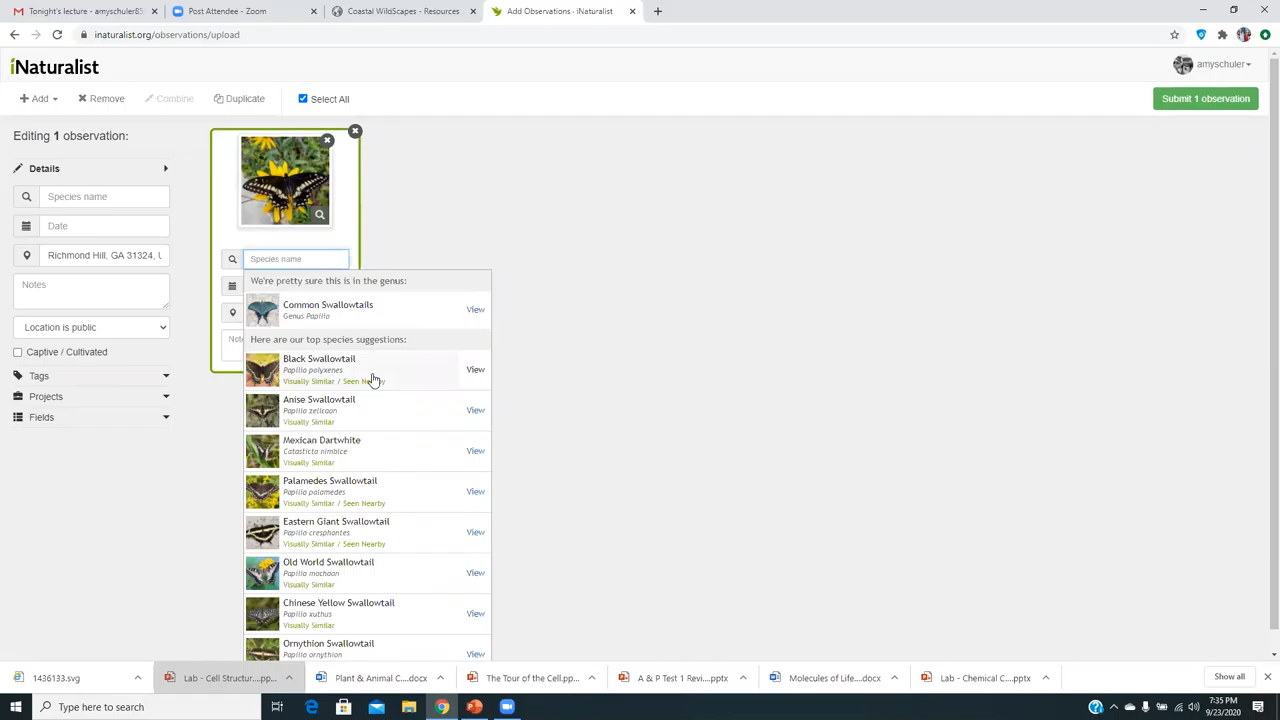 Tonight's lecture - amyschuler85
Post Attendee - Zoom
Coastal WildScapes - Resources
Add Observations · iNaturalist
inaturalist.org/observations/upload
iNaturalist
amyschuler
Add
Remove
Combine
Duplicate
Select All
Submit 1 observation
Editing 1 observation:
Details
Species name
Date
Richmond Hill, GA 31324, U
Notes
Location is public
Captive / Cultivated
Tags
Projects
Fields
Species name
Note
We're pretty sure this is in the genus:
Common Swallowtails
Genus Papilio
View
Here are our top species suggestions:
Black Swallowtail
Papilio polyxenes
Visually Similar / Seen Nearby
View
Anise Swallowtail
Papilio zelicaon
Visually Similar
View
Mexican Dartwhite
Catasticta nimbice
Visually Similar
View
Palamedes Swallowtail
Papilio palamedes
Visually Similar / Seen Nearby
View
Eastern Giant Swallowtail
Papilio cresphontes
Visually Similar / Seen Nearby
View
Old World Swallowtail
Papilio machaon
Visually Similar
View
Chinese Yellow Swallowtail
Papilio xuthus
Visually Similar
View
Ornythion Swallowtail
Papilio ornythion
View
1436133.svg
Lab - Cell Structur....pp...
Plant & Animal C....docx
The Tour of the Cell.pp...
A & P Test 1 Revi....pptx
Molecules of Life....docx
Lab - Chemical C....pptx
Show all
Type here to search
7:35 PM
9/23/2020